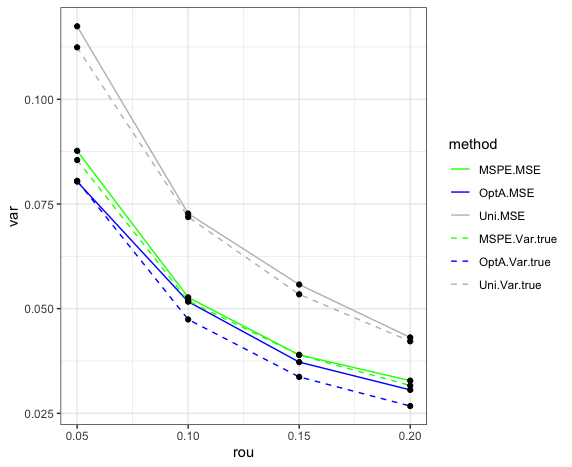 0.100
0.075
0.050
0.025
0.05 0.10 0.15 0.20
rou
var
method
MSPE.MSE
OptA.MSE
Uni.MSE
MSPE.Var.true
OptA.Var.true
Uni.Var.true